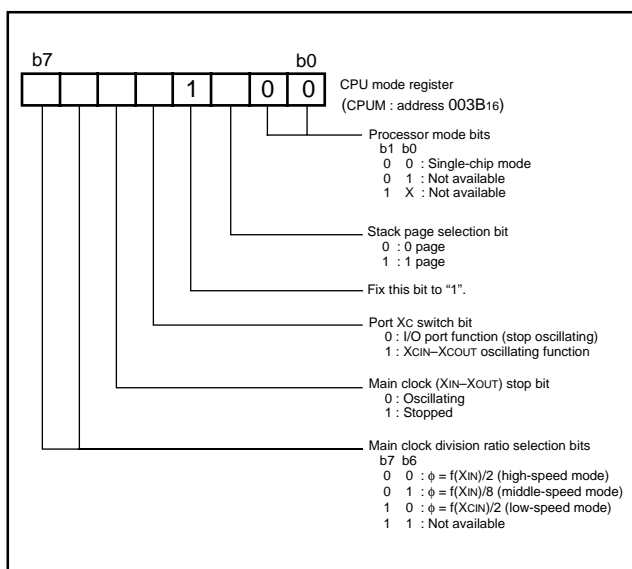 b7 b0
1 0 0
CPU mode register
(CPUM : address 003B16)
Processor mode bits
b1 b0
0 0 : Single-chip mode
0 1 : Not available
1 X : Not available
Stack page selection bit
0 : 0 page
1 : 1 page
Fix this bit to “1”.
Port XC switch bit
0 : I/O port function (stop oscillating)
1 : XCIN–XCOUT oscillating function
Main clock (XIN–XOUT) stop bit
0 : Oscillating
1 : Stopped
Main clock division ratio selection bits
b7 b6
0 0 : φ = f(XIN)/2 (high-speed mode)
0 1 : φ = f(XIN)/8 (middle-speed mode)
1 0 : φ = f(XCIN)/2 (low-speed mode)
1 1 : Not available